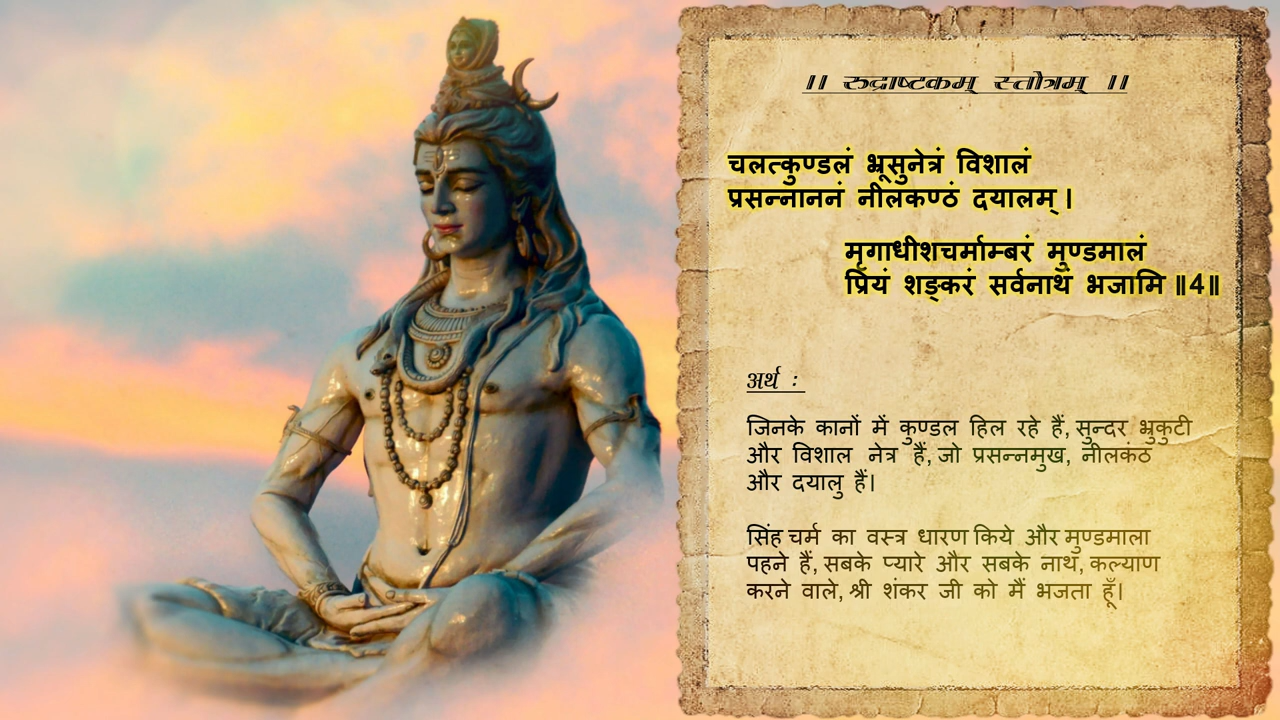 ।। रुद्राष्टकम् स्तोत्रम् ।।
चलत्कुण्डलं भ्रूसुनेत्रं विशालं
प्रसन्नाननं नीलकण्ठं दयालम् ।
मृगाधीशचर्माम्बरं मुण्डमालं
प्रियं शङ्करं सर्वनाथं भजामि ॥4॥
अर्थ :
जिनके कानों में कुण्डल हिल रहे हैं, सुन्दर भ्रुकुटी
और विशाल नेत्र हैं, जो प्रसन्नमुख, नीलकंठ
और दयालु हैं।
सिंह चर्म का वस्त्र धारण किये और मुण्डमाला
पहने हैं, सबके प्यारे और सबके नाथ, कल्याण
करने वाले, श्री शंकर जी को मैं भजता हूँ।